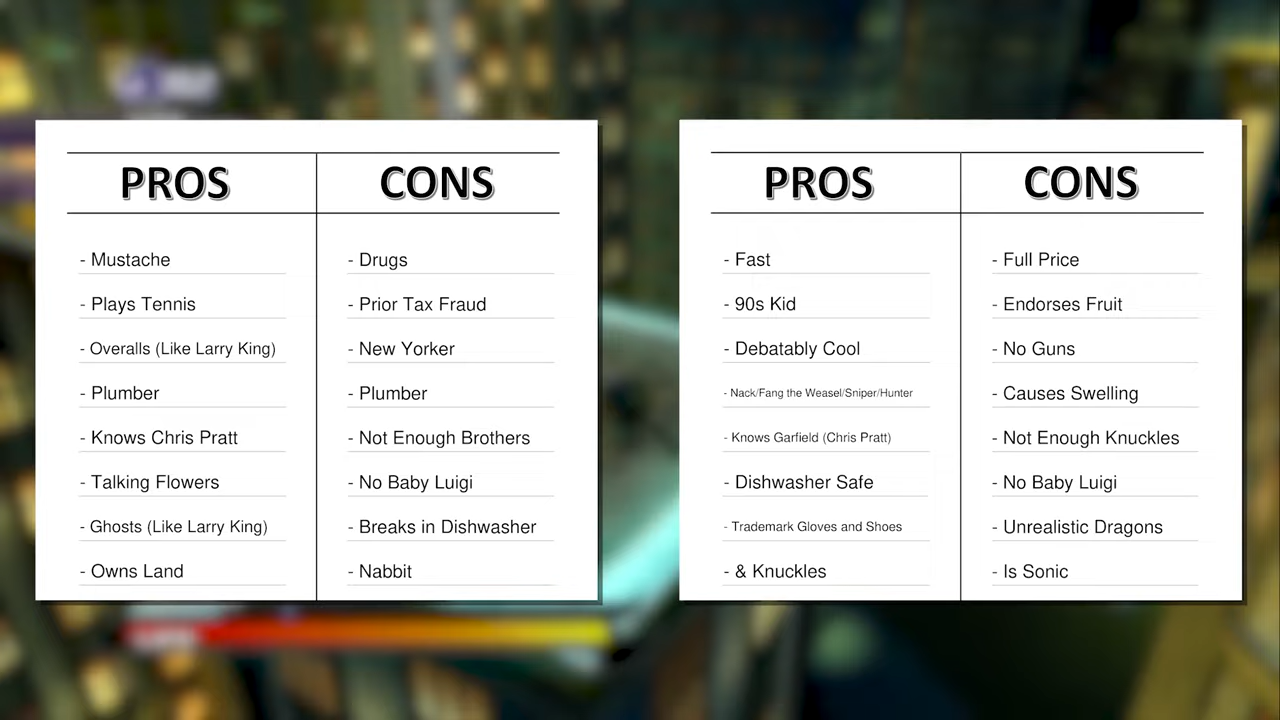 PROS
CONS
- Mustache
- Drugs
- Plays Tennis
- Prior Tax Fraud
- Overalls (Like Larry King)
- New Yorker
- Plumber
- Plumber
- Knows Chris Pratt
- Not Enough Brothers
- Talking Flowers
- No Baby Luigi
- Ghosts (Like Larry King)
- Breaks in Dishwasher
- Owns Land
- Nabbit
PROS
CONS
- Fast
- Full Price
- 90s Kid
- Endorses Fruit
- Debatably Cool
- No Guns
- Nack/Fang the Weasel/Sniper/Hunter
- Causes Swelling
- Knows Garfield (Chris Pratt)
- Not Enough Knuckles
- Dishwasher Safe
- No Baby Luigi
- Trademark Gloves and Shoes
- Unrealistic Dragons
- & Knuckles
- Is Sonic